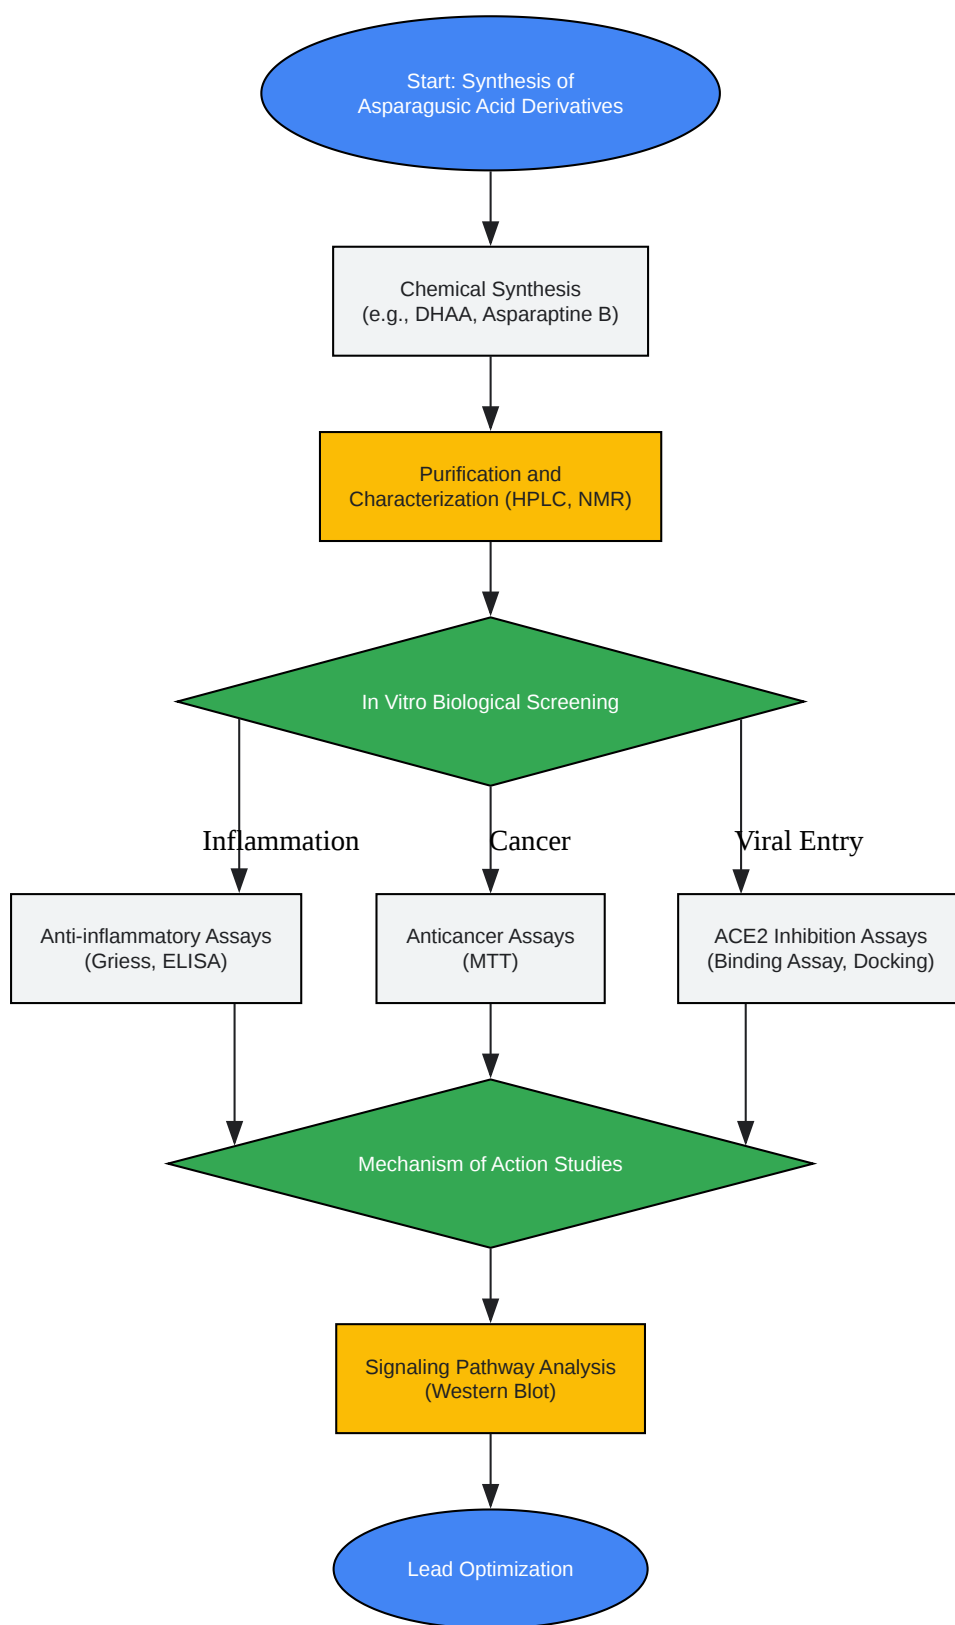 Start: Synthesis of
Asparagusic Acid Derivatives
Chemical Synthesis
(e.g., DHAA, Asparaptine B)
Purification and
Characterization (HPLC, NMR)
In Vitro Biological Screening
Inflammation
Cancer
Viral Entry
Anti-inflammatory Assays
(Griess, ELISA)
Anticancer Assays
(MTT)
ACE2 Inhibition Assays
(Binding Assay, Docking)
Mechanism of Action Studies
Signaling Pathway Analysis
(Western Blot)
Lead Optimization